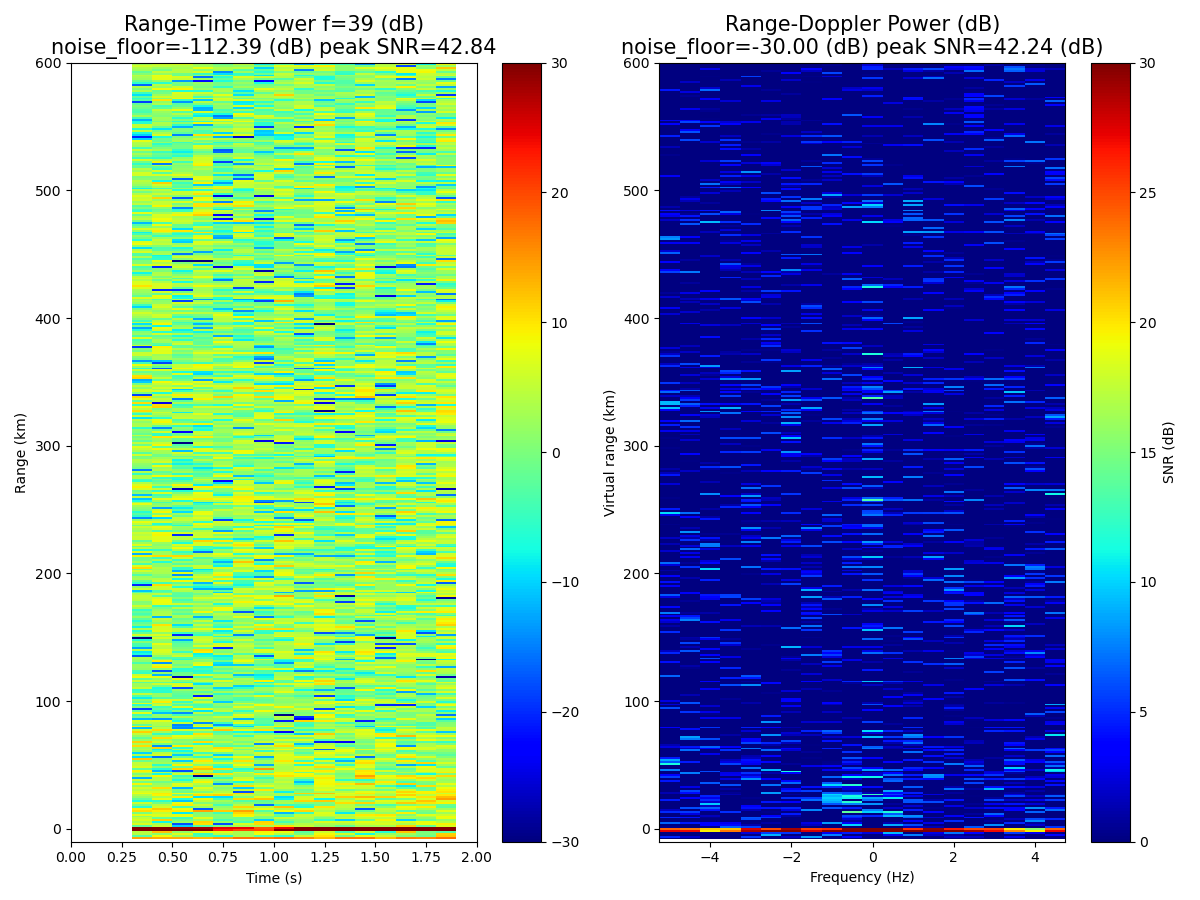 Range-Time Power f=39 (dB)
noise_floor=-112.39 (dB) peak SNR=42.84
Range (km)
600
500
400
300
200
100
0
0.00 0.25 0.50 0.75 1.00 1.25 1.50 1.75 2.00
Time (s)
30
20
10
0
−10
−20
−30
Range-Doppler Power (dB)
noise_floor=-30.00 (dB) peak SNR=42.24 (dB)
Virtual range (km)
600
500
400
300
200
100
0
−4 −2 0 2 4
Frequency (Hz)
30
25
20
15
10
5
0
SNR (dB)